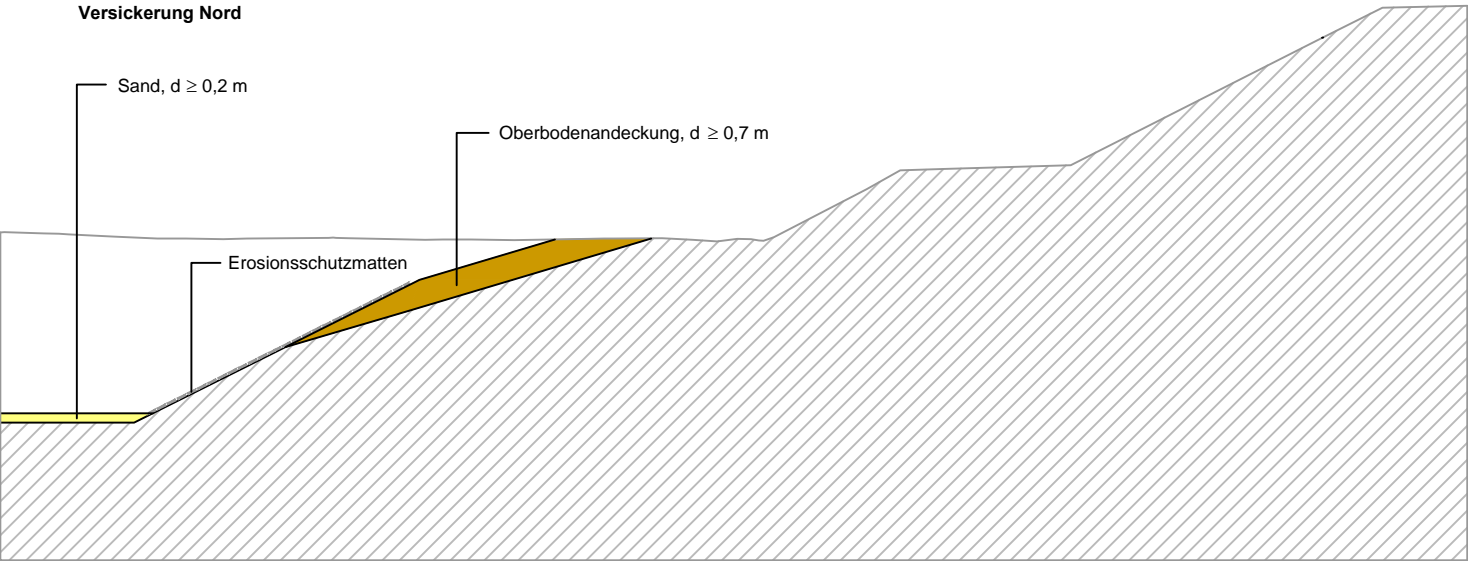 Versickerung Nord
Sand, d ≥ 0,2 m
Oberbodenandeckung, d ≥ 0,7 m
Erosionsschutzmatten